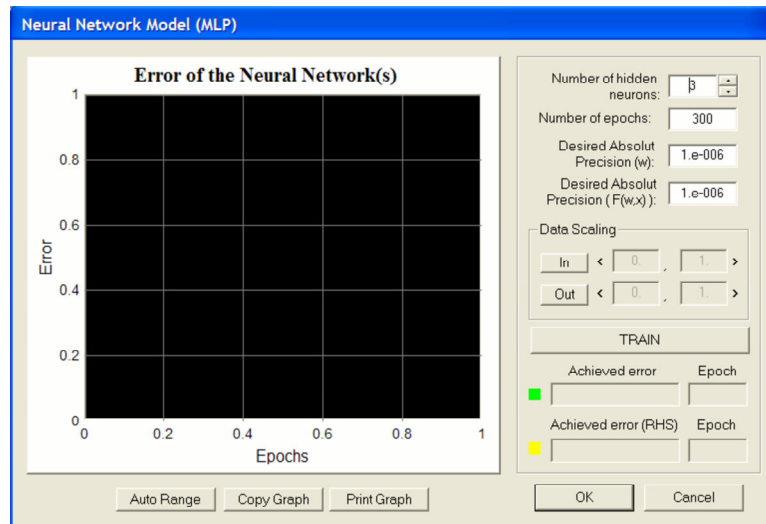 Neural Network Model (MLP)
Error of the Neural Network(s)
1
0.8
0.6
0.4
0.2
0
Error
0 0.2 0.4 0.6 0.8 1
Epochs
Auto Range Copy Graph Print Graph
Number of hidden
neurons: 3
Number of epochs: 300
Desired Absolut
Precision (w): 1.e-006
Desired Absolut
Precision ( F(w,x) ): 1.e-006
Data Scaling
In < 0. , 1. >
Out < 0. , 1. >
TRAIN
Achieved error Epoch
Achieved error (RHS) Epoch
OK Cancel